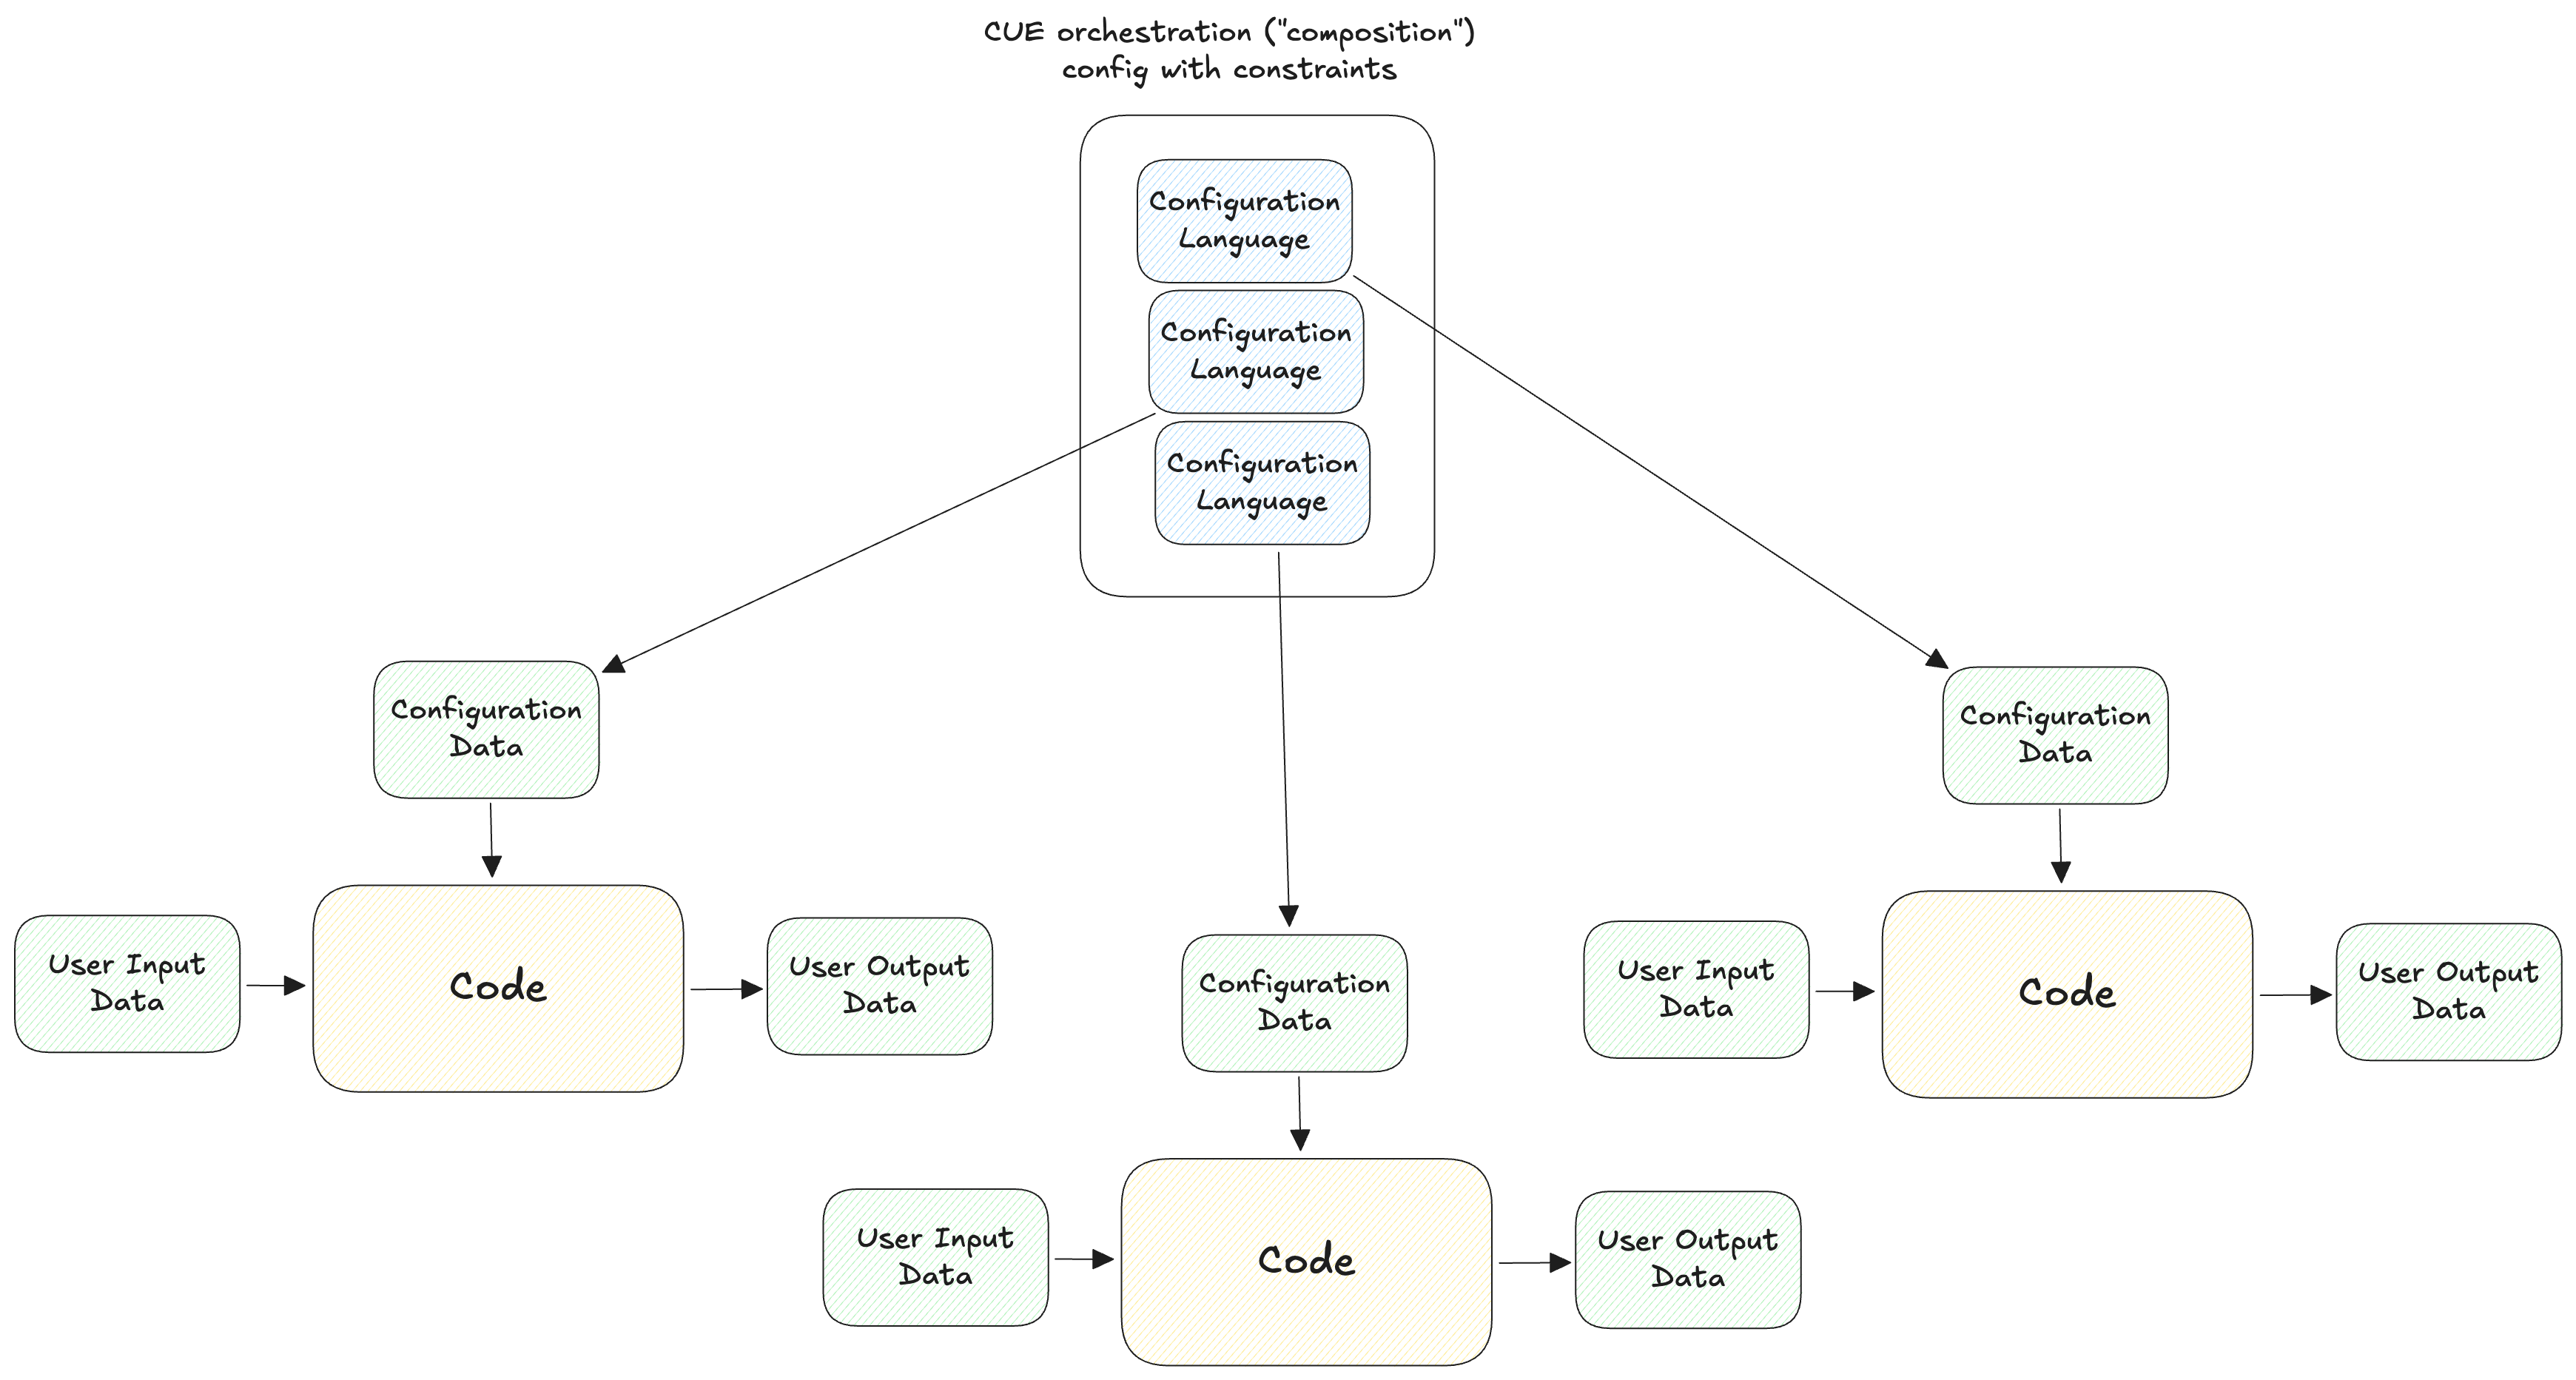 CUE orchestration ("composition")
config with constraints
Configuration
Language
Configuration
Language
Configuration
Language
Configuration
Data
Configuration
Data
User Input
Data
Code
User Output
Data
Configuration
Data
User Input
Data
Code
User Output
Data
User Input
Data
Code
User Output
Data